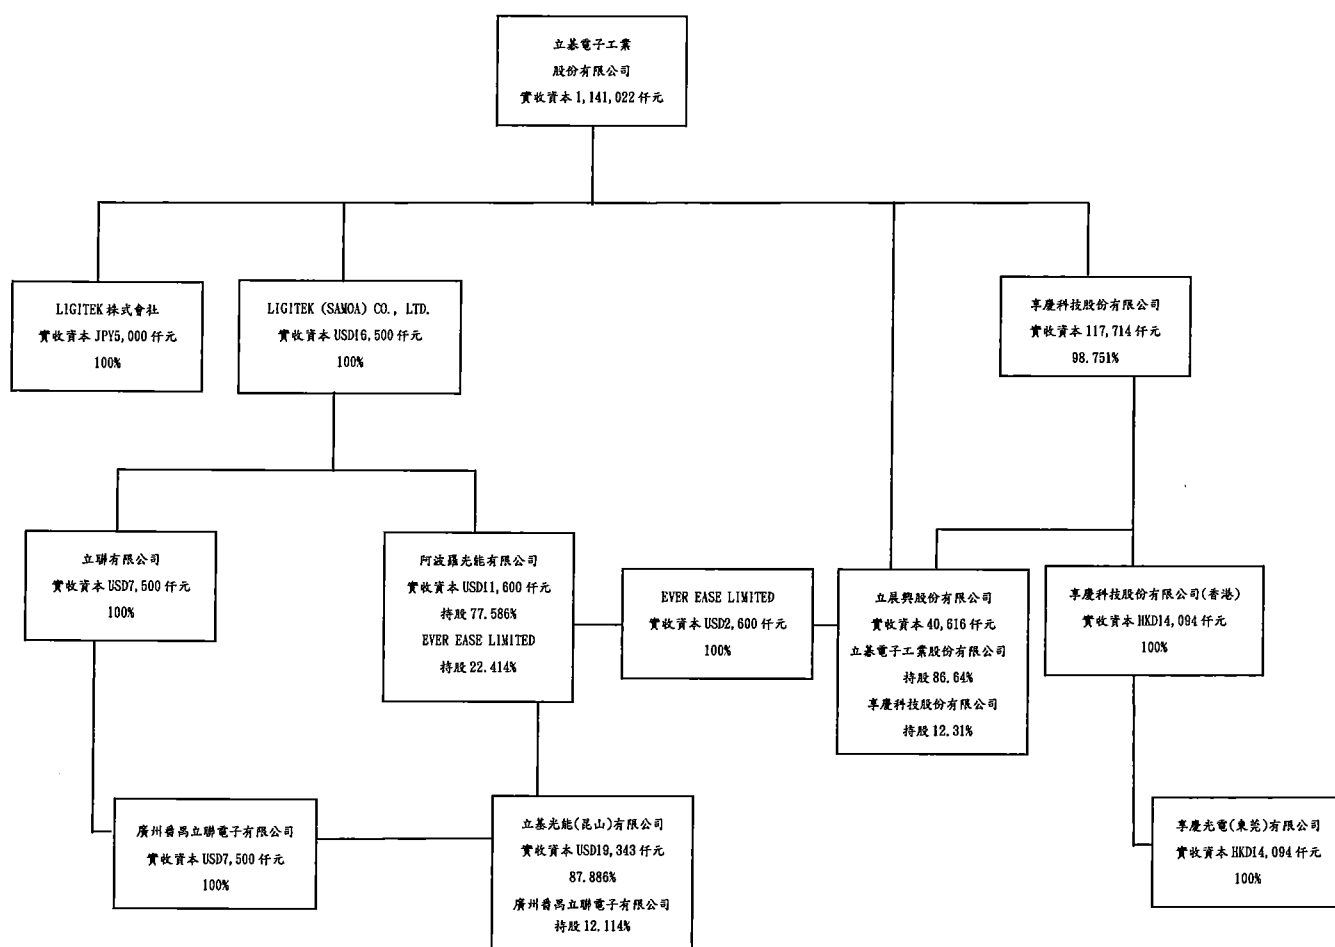 立碁電子工業
股份有限公司
實收資本 1,141,022 仟元
LIGITEK 株式會社
實收資本 JPY5,000 仟元
100%
LIGITEK (SAMOA) CO., LTD.
實收資本 USD16,500 仟元
100%
享慶科技股份有限公司
實收資本 117,714 仟元
98.751%
立聯有限公司
實收資本 USD7,500 仟元
100%
阿波羅光能有限公司
實收資本 USD11,600 仟元
持股 77.586%
EVER EASE LIMITED
持股 22.414%
EVER EASE LIMITED
實收資本 USD2,600 仟元
100%
立晨興股份有限公司
實收資本 40,616 仟元
立碁電子工業股份有限公司
持股 86.64%
享慶科技股份有限公司
持股 12.31%
享慶科技股份有限公司(香港)
實收資本 HKD14,094 仟元
100%
廣州番禺立聯電子有限公司
實收資本 USD7,500 仟元
100%
立基光能(昆山)有限公司
實收資本 USD19,343 仟元
87.886%
廣州番禺立聯電子有限公司
持股 12.114%
享慶光電(東莞)有限公司
實收資本 HKD14,094 仟元
100%